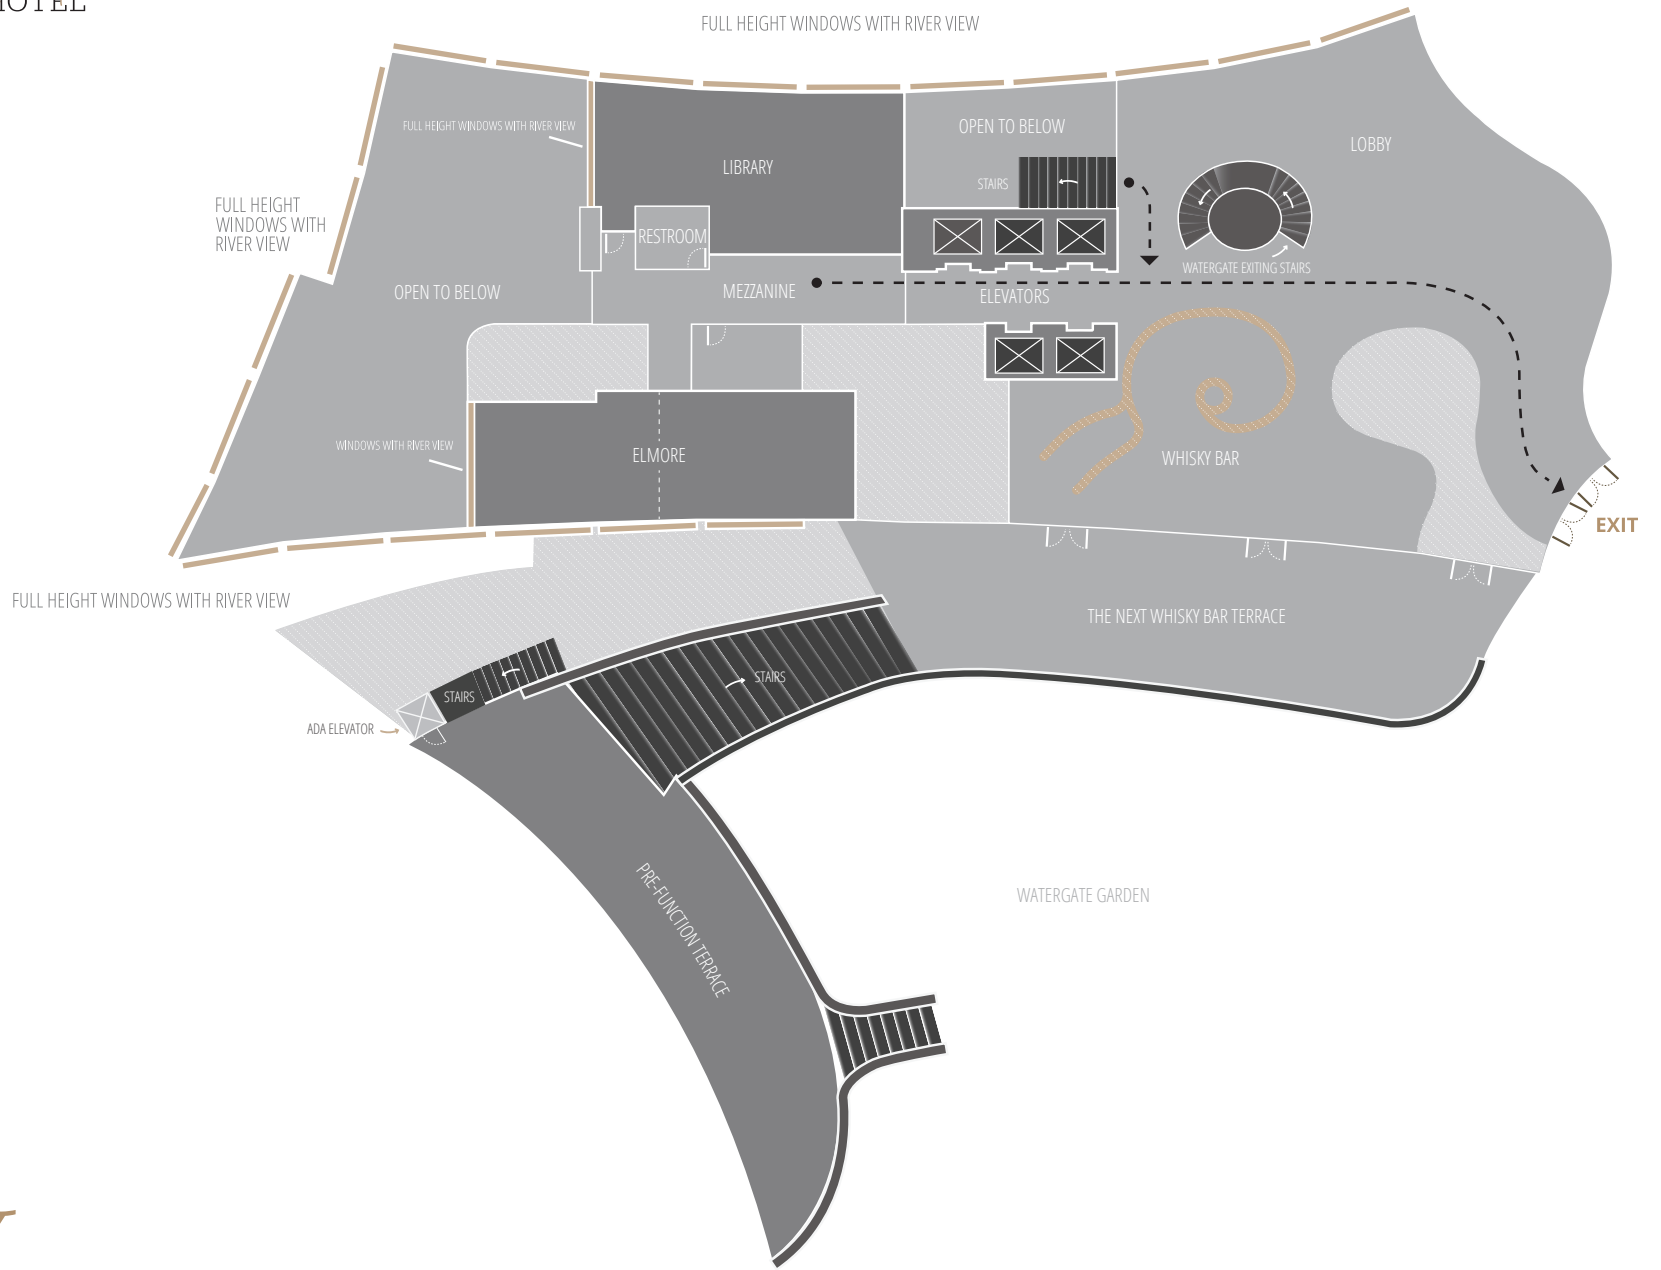 HOTEL
FULL HEIGHT WINDOWS WITH RIVER VIEW
FULL HEIGHT WINDOWS WITH RIVER VIEW
OPEN TO BELOW
LOBBY
LIBRARY
STAIRS
FULL HEIGHT
WINDOWS WITH
RIVER VIEW
RESTROOM
WATERGATE EXITING STAIRS
OPEN TO BELOW
MEZZANINE
ELEVATORS
WINDOWS WITH RIVER VIEW
ELMORE
WHISKY BAR
EXIT
FULL HEIGHT WINDOWS WITH RIVER VIEW
THE NEXT WHISKY BAR TERRACE
STAIRS
STAIRS
ADA ELEVATOR
PRE-FUNCTION TERRACE
WATERGATE GARDEN